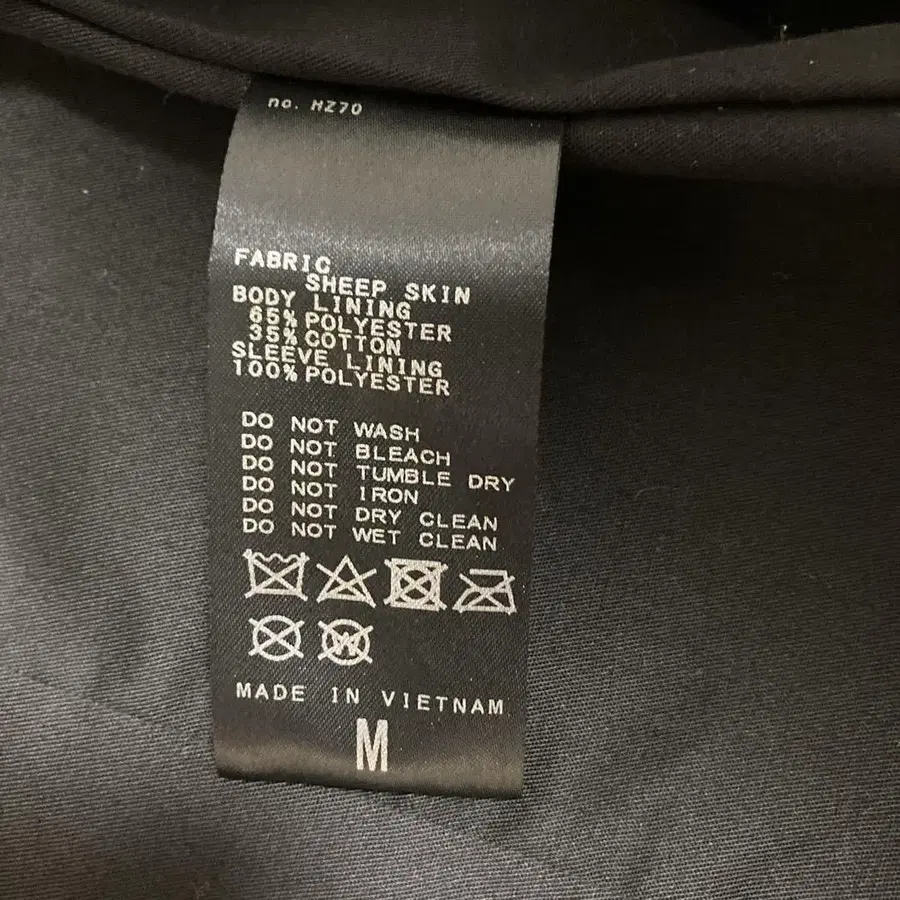 no. HZ70
FABRIC
SHEEP SKIN
BODY LINING
65% POLYESTER
35% COTTON
SLEEVE LINING
100% POLYESTER
DO NOT WASH
DO NOT BLEACH
DO NOT TUMBLE DRY
DO NOT IRON
DO NOT DRY CLEAN
DO NOT WET CLEAN
W
MADE IN VIETNAM
M